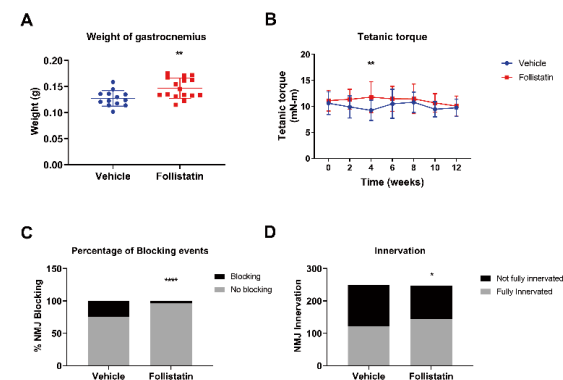 A
Weight of gastrocnemius
**
Weight (g)
0.20
0.15
0.10
0.05
0.00
Vehicle
Follistatin
B
Tetanic torque
Vehicle
Follistatin
**
Tetanic torque
(mN-m)
20
15
10
5
0
0 2 4 6 8 10 12
Time (weeks)
C
Percentage of Blocking events
Blocking
No blocking
****
% NMJ Blocking
150
100
50
0
Vehicle
Follistatin
D
Innervation
Not fully innervated
Fully Innervated
*
NMJ Innervation
300
200
100
0
Vehicle
Follistatin